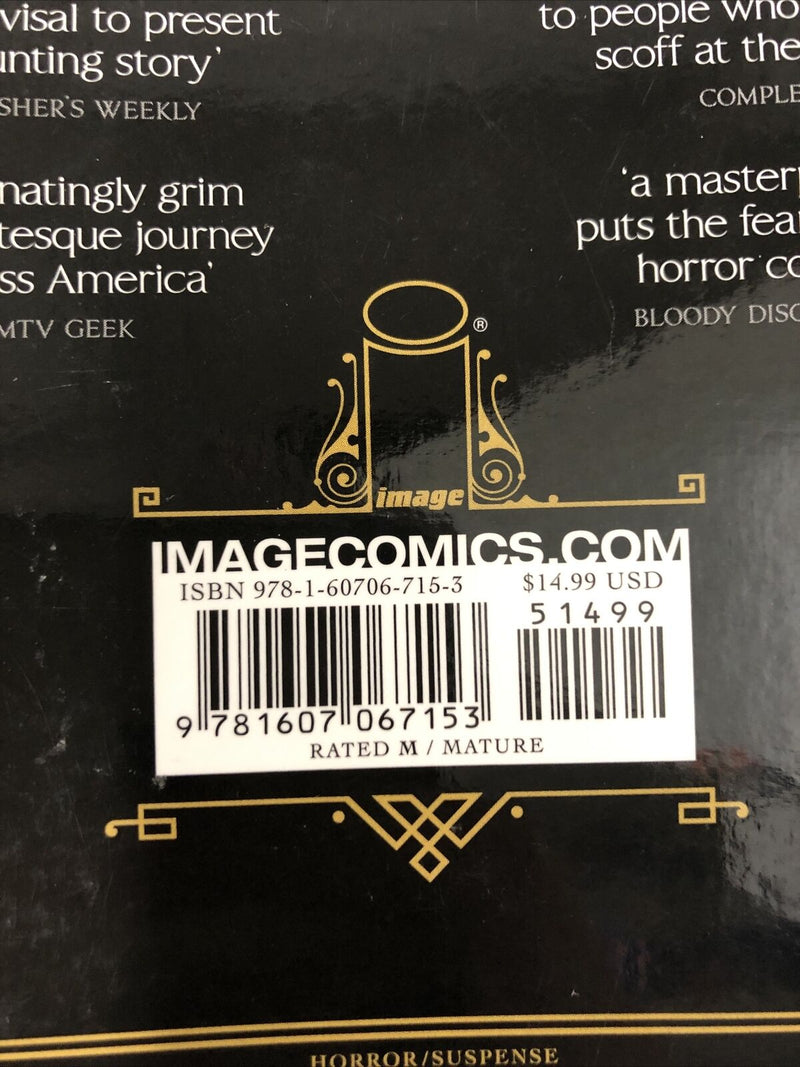 visal to present
unting story'
SHER'S WEEKLY
natingly grim
tesque journey
ss America'
MTV GEEK
to people who
scoff at the
COMPLE
'a masterp
puts the fear
horror co
BLOODY DISG
®
image
IMAGECOMICS.COM
ISBN 978-1-60706-715-3 $14.99 USD
51499
9 781607 067153
RATED M / MATURE
HORROR/SUSPENSE